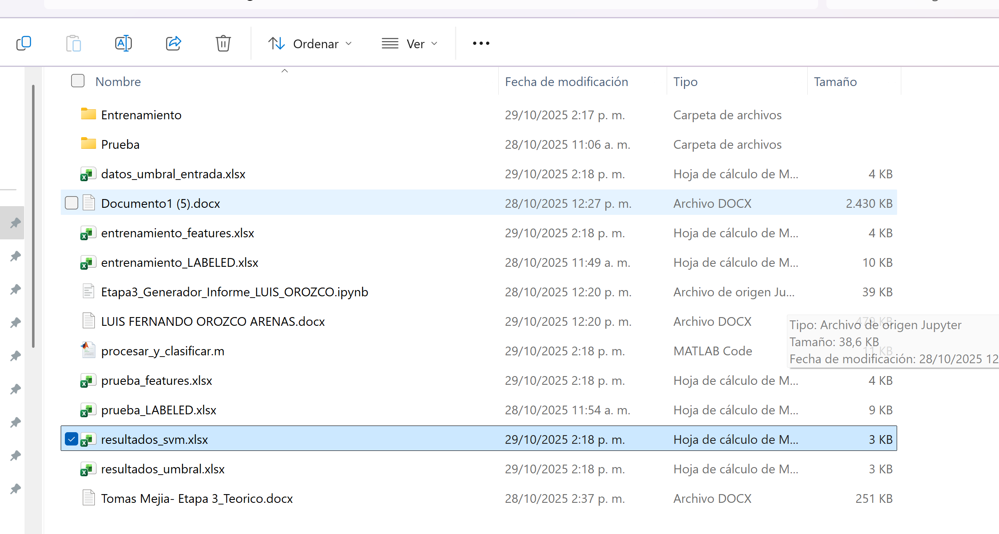 Ordenar
Ver
Nombre Fecha de modificación Tipo Tamaño
Entrenamiento 29/10/2025 2:17 p. m. Carpeta de archivos
Prueba 28/10/2025 11:06 a. m. Carpeta de archivos
datos_umbral_entrada.xlsx 29/10/2025 2:18 p. m. Hoja de cálculo de M... 4 KB
Documento1 (5).docx 28/10/2025 12:27 p. m. Archivo DOCX 2.430 KB
entrenamiento_features.xlsx 29/10/2025 2:18 p. m. Hoja de cálculo de M... 4 KB
entrenamiento_LABELED.xlsx 28/10/2025 11:49 a. m. Hoja de cálculo de M... 10 KB
Etapa3_Generador_Informe_LUIS_OROZCO.ipynb 28/10/2025 12:20 p. m. Archivo de origen Ju... 39 KB
LUIS FERNANDO OROZCO ARENAS.docx 29/10/2025 12:20 p. m. Archivo DOCX 479 KB
Tipo: Archivo de origen Jupyter
Tamaño: 38,6 KB
procesar_y_clasificar.m 29/10/2025 2:18 p. m. MATLAB Code 11 KB
Fecha de modificación: 28/10/2025 12
prueba_features.xlsx 29/10/2025 2:18 p. m. Hoja de cálculo de M... 4 KB
prueba_LABELED.xlsx 28/10/2025 11:54 a. m. Hoja de cálculo de M... 9 KB
resultados_svm.xlsx 29/10/2025 2:18 p. m. Hoja de cálculo de M... 3 KB
resultados_umbral.xlsx 29/10/2025 2:18 p. m. Hoja de cálculo de M... 3 KB
Tomas Mejia- Etapa 3_Teorico.docx 28/10/2025 2:37 p. m. Archivo DOCX 251 KB